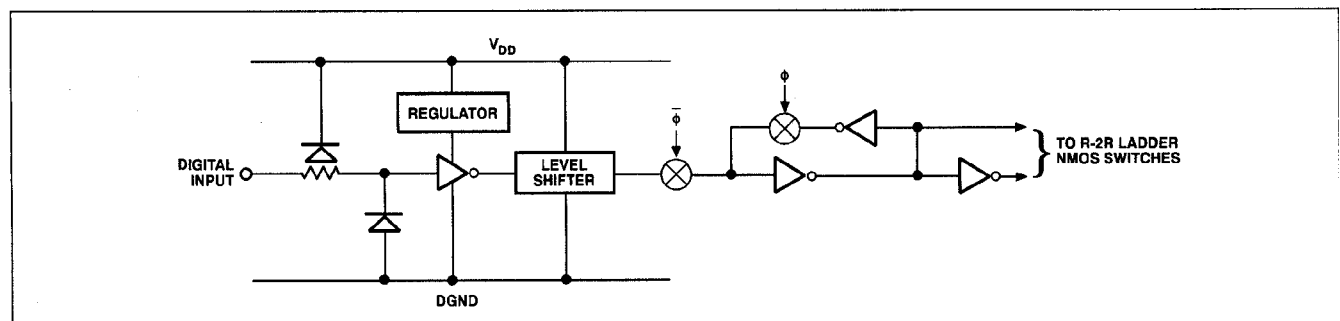 V_DD
REGULATOR
φ
φ̅
DIGITAL
INPUT
LEVEL
SHIFTER
TO R-2R LADDER
NMOS SWITCHES
DGND